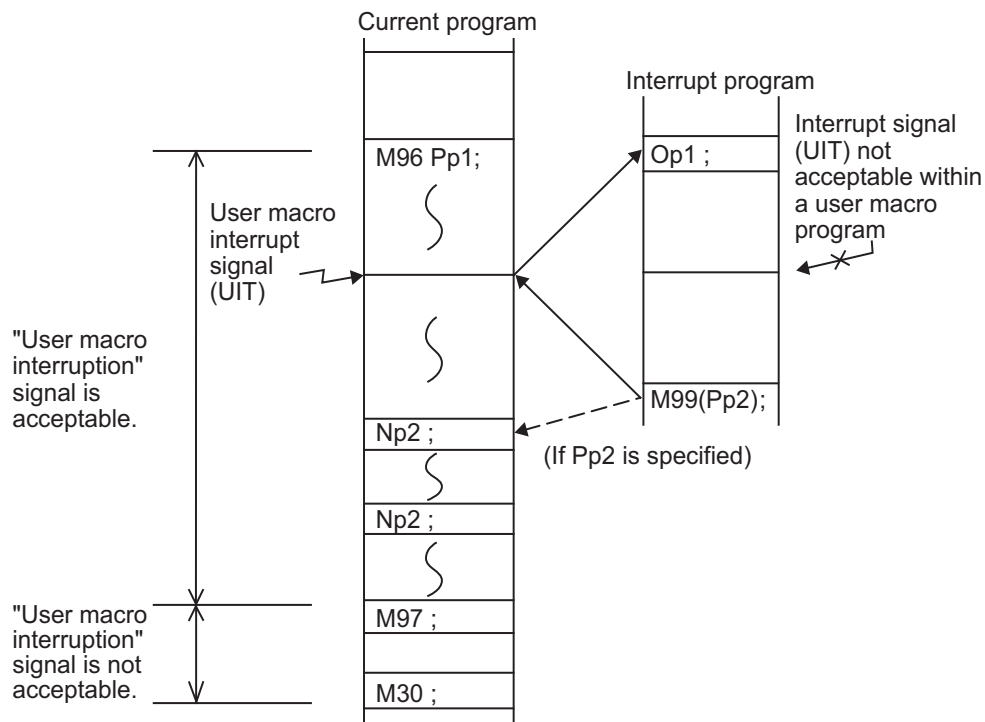 Current program
Interrupt program
M96 Pp1;
Op1 ;
Interrupt signal
(UIT) not
acceptable within
a user macro
program
User macro
interrupt
signal
(UIT)
"User macro
interruption"
signal is
acceptable.
M99(Pp2);
Np2 ;
(If Pp2 is specified)
Np2 ;
"User macro
interruption"
signal is not
acceptable.
M97 ;
M30 ;